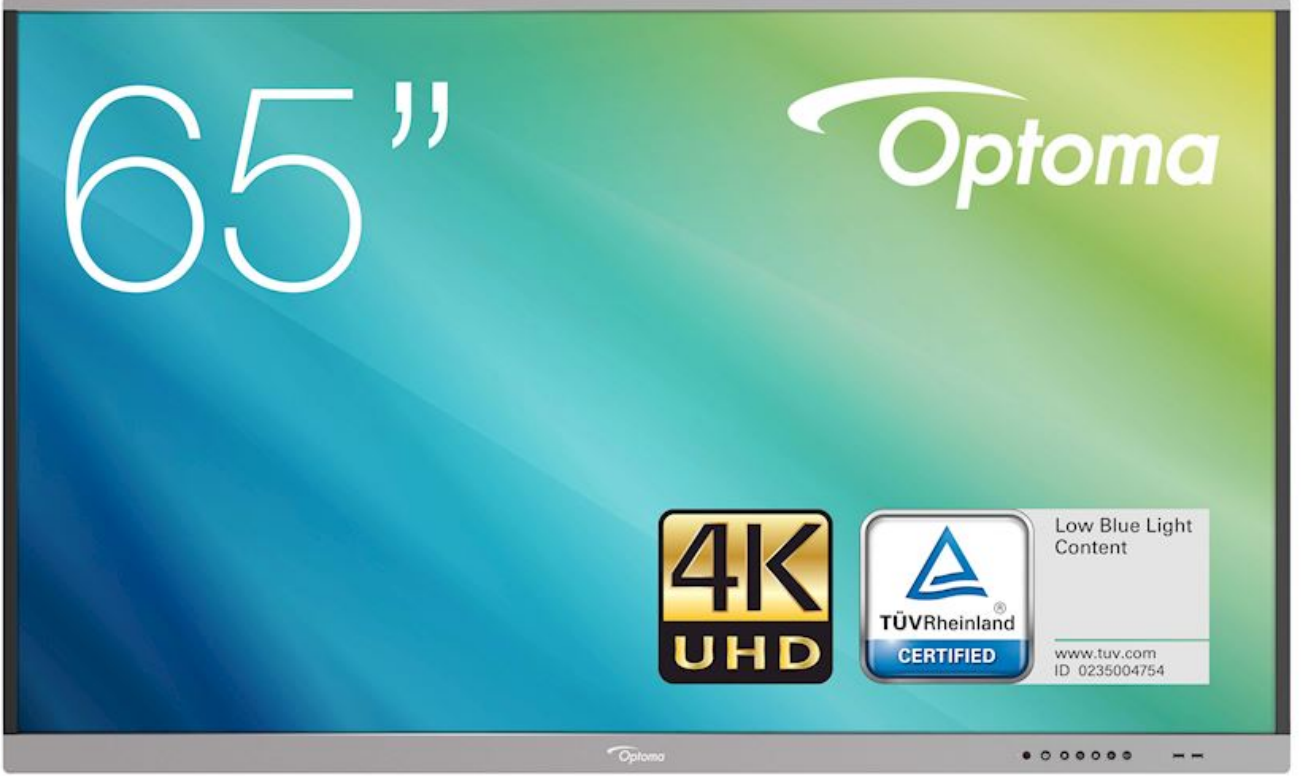 65”
Optoma
4K
UHD
TÜVRheinland®
CERTIFIED
Low Blue Light
Content
www.tuv.com
ID 0235004754
Optoma